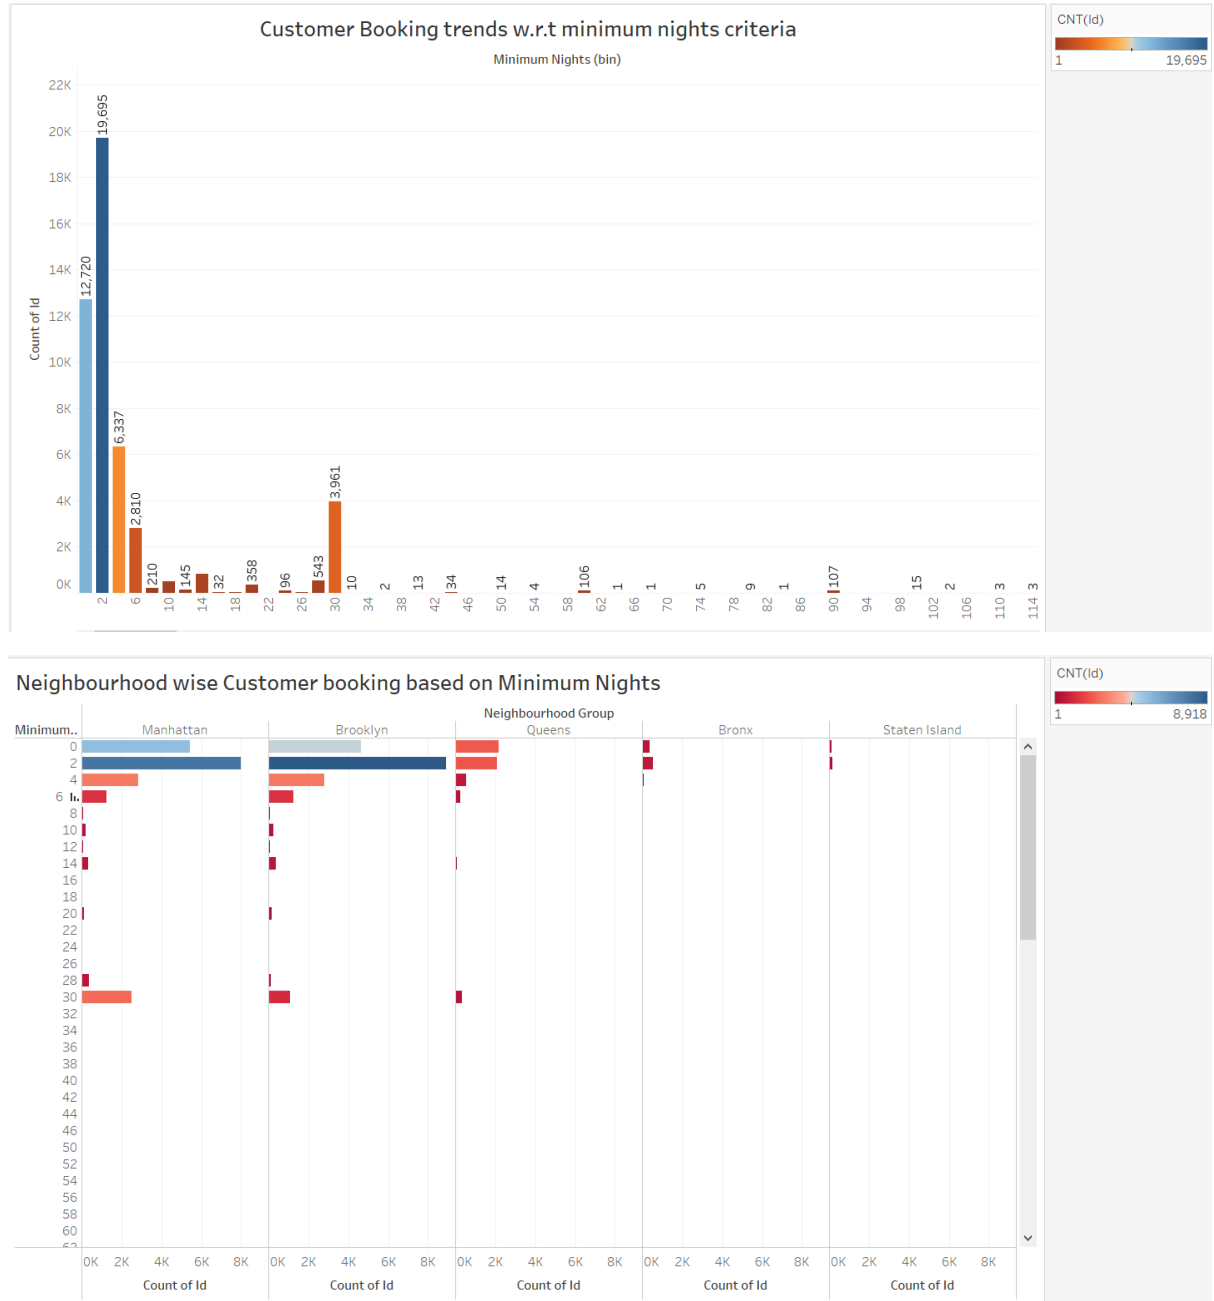 Customer Booking trends w.r.t minimum nights criteria
Minimum Nights (bin)
CNT(Id)
1 19,695
22K
20K
18K
16K
14K
12K
10K
8K
6K
4K
2K
0K
Count of Id
12,720
19,695
6,337
2,810
210
145
32
358
96
543
3,961
10
2
13
34
14
4
106
1
1
5
9
1
107
15
2
3
3
2 6 10 14 18 22 26 30 34 38 42 46 50 54 58 62 66 70 74 78 82 86 90 94 98 102 106 110 114
Neighbourhood wise Customer booking based on Minimum Nights
CNT(Id)
1 8,918
Neighbourhood Group
Minimum.. Manhattan Brooklyn Queens Bronx Staten Island
0
2
4
6
8
10
12
14
16
18
20
22
24
26
28
30
32
34
36
38
40
42
44
46
50
52
54
56
58
60
62
0K 2K 4K 6K 8K 0K 2K 4K 6K 8K 0K 2K 4K 6K 8K 0K 2K 4K 6K 8K 0K 2K 4K 6K 8K
Count of Id Count of Id Count of Id Count of Id Count of Id